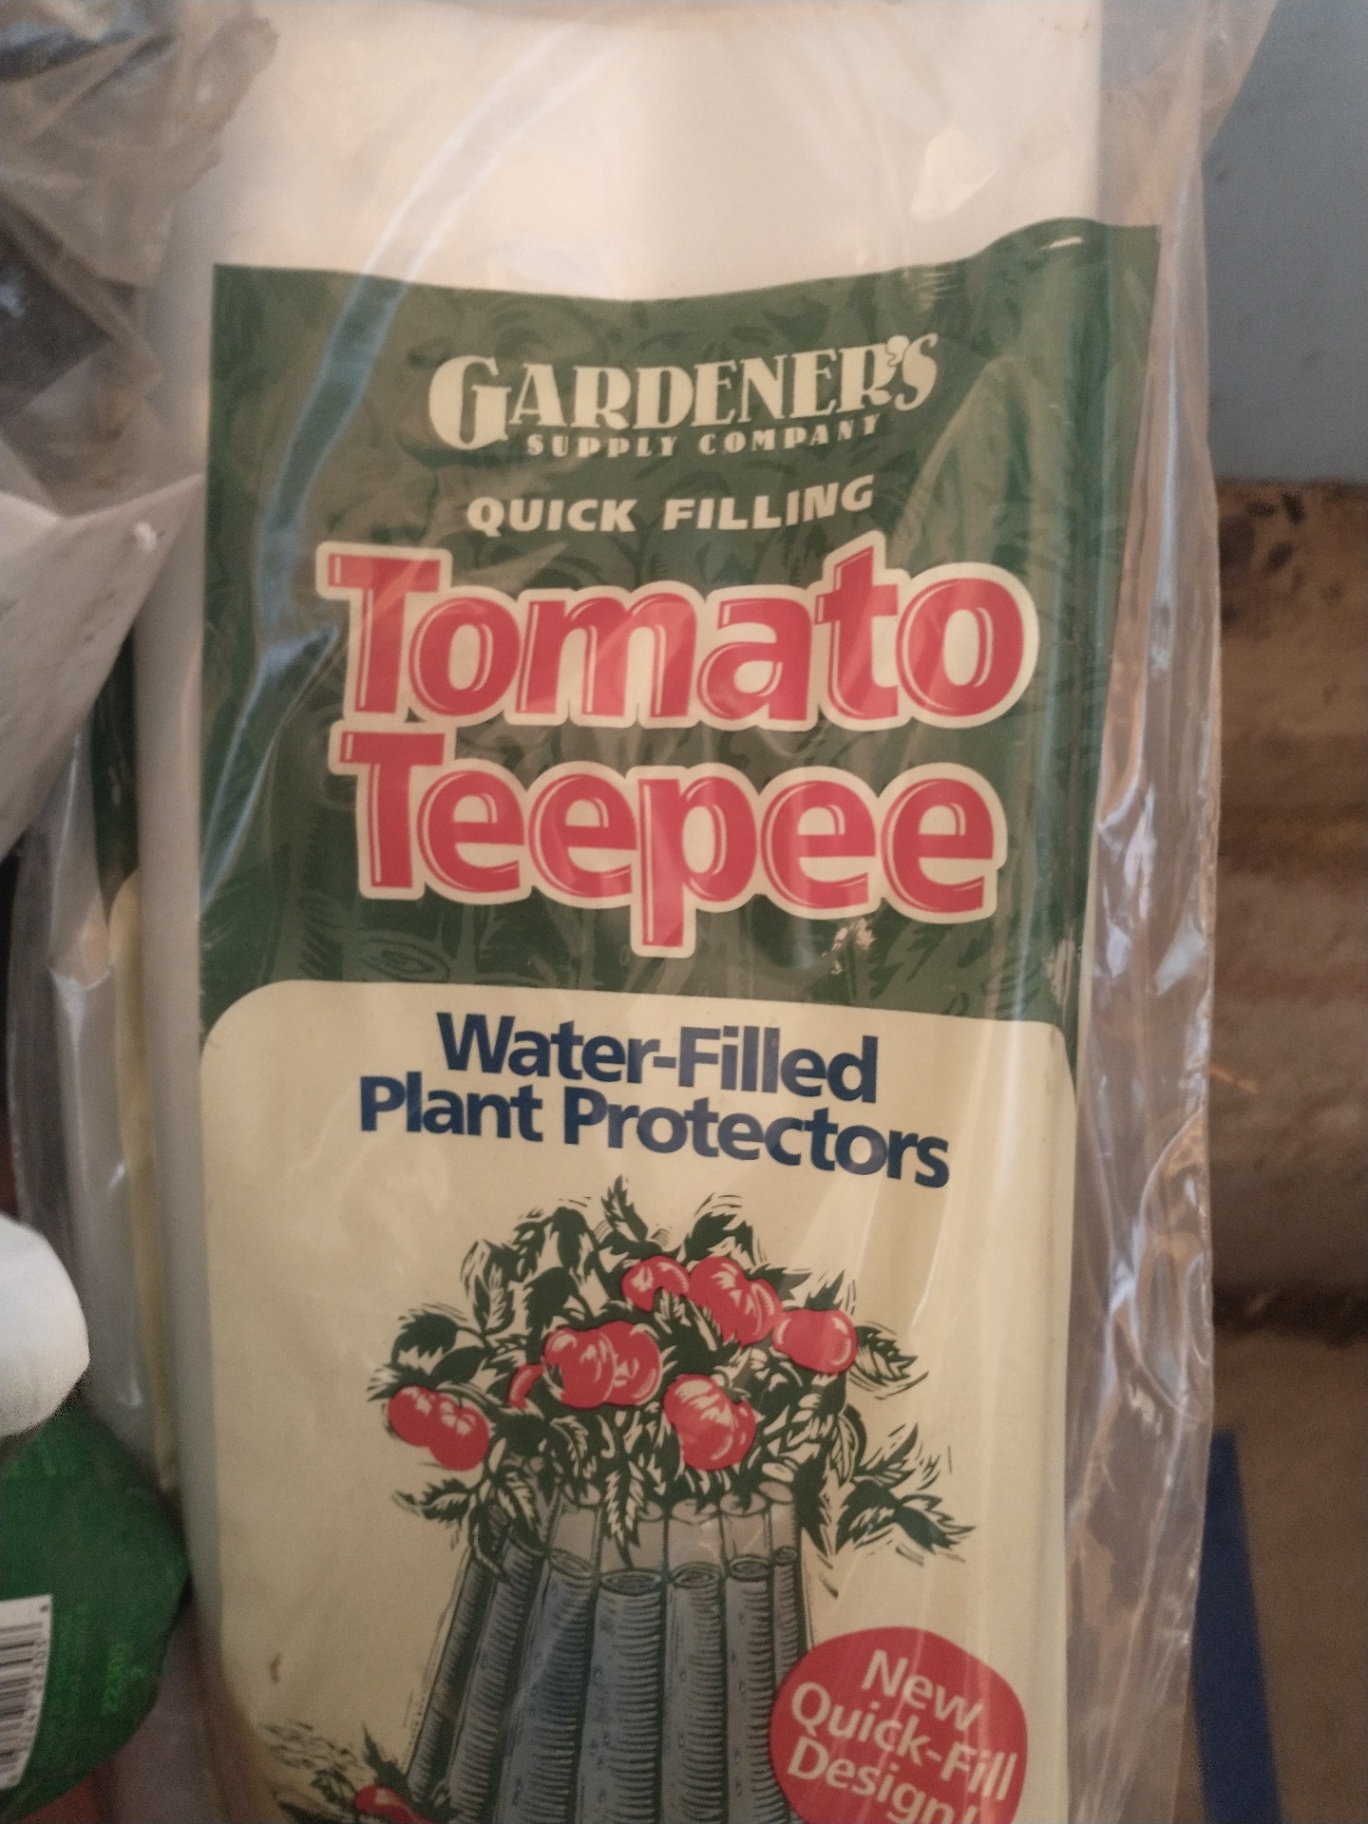 GARDENER'S
SUPPLY COMPANY
QUICK FILLING
Tomato
Teepee
Water-Filled
Plant Protectors
New
Quick-Fill
Design!